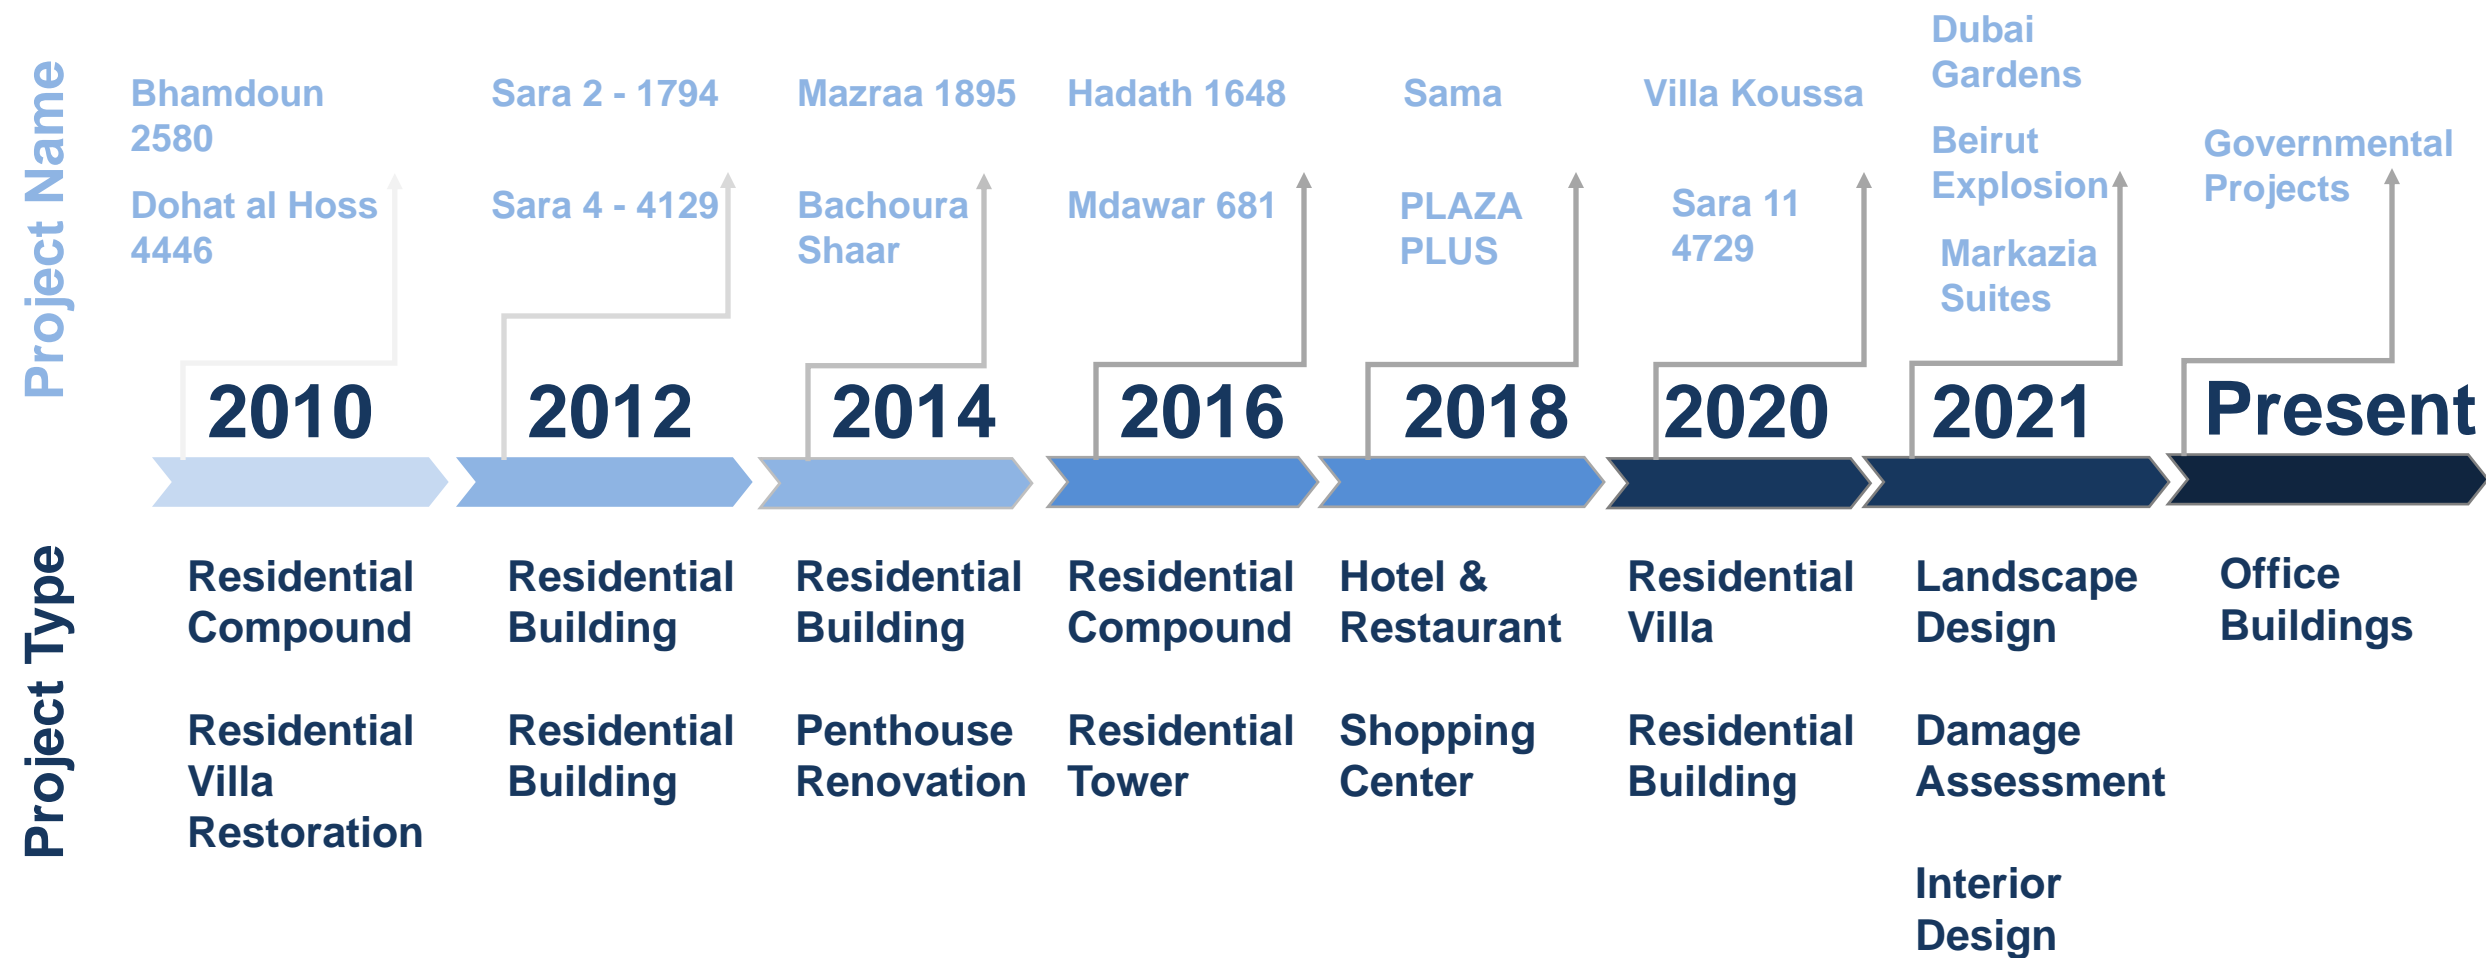 Project Name
Bhamdoun
2580
Dohat al Hoss
4446
Sara 2 - 1794
Sara 4 - 4129
Mazraa 1895
Bachoura
Shaar
Hadath 1648
Mdawar 681
Sama
PLAZA
PLUS
Villa Koussa
Sara 11
4729
Dubai
Gardens
Beirut
Explosion
Markazia
Suites
Governmental
Projects
2010
2012
2014
2016
2018
2020
2021
Present
Project Type
Residential
Compound
Residential
Villa
Restoration
Residential
Building
Residential
Building
Residential
Building
Penthouse
Renovation
Residential
Compound
Residential
Tower
Hotel &
Restaurant
Shopping
Center
Residential
Villa
Residential
Building
Landscape
Design
Damage
Assessment
Interior
Design
Office
Buildings